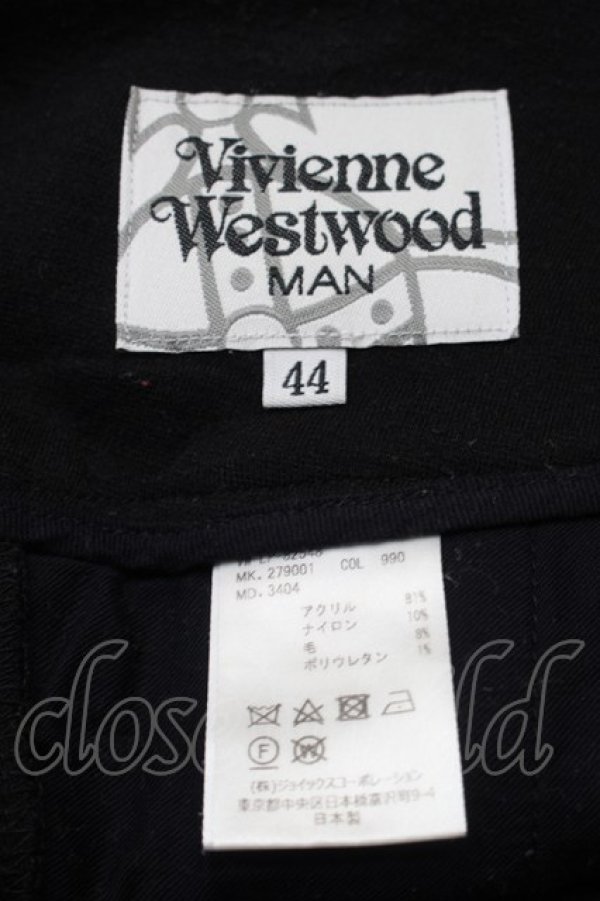 Vivienne
Westwood
MAN
44
MK. 279001 COL 990
MD. 3404
アクリル 81%
ナイロン 10%
毛 8%
ポリウレタン 1%
F W
(株)ジョイックスコーポレーション
東京都中央区日本橋富沢町9-4
日本製